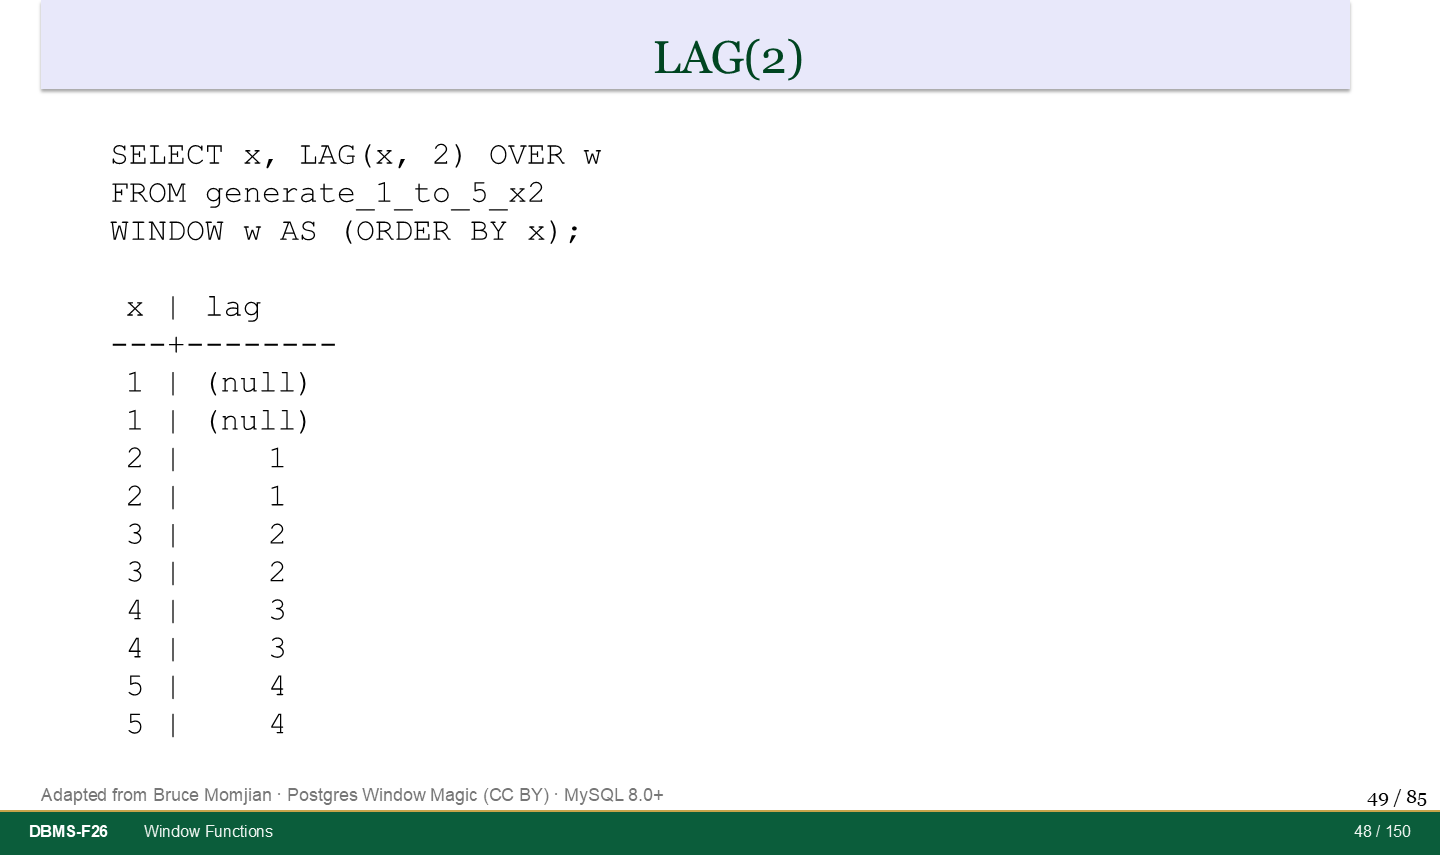 LAG(2)
SELECT x, LAG(x, 2) OVER w
FROM generate_1_to_5_x2
WINDOW w AS (ORDER BY x);
x | lag
---+--------
1 | (null)
1 | (null)
2 | 1
2 | 1
3 | 2
3 | 2
4 | 3
4 | 3
5 | 4
5 | 4
Adapted from Bruce Momjian · Postgres Window Magic (CC BY) · MySQL 8.0+
49 / 85
DBMS-F26 Window Functions 48 / 150